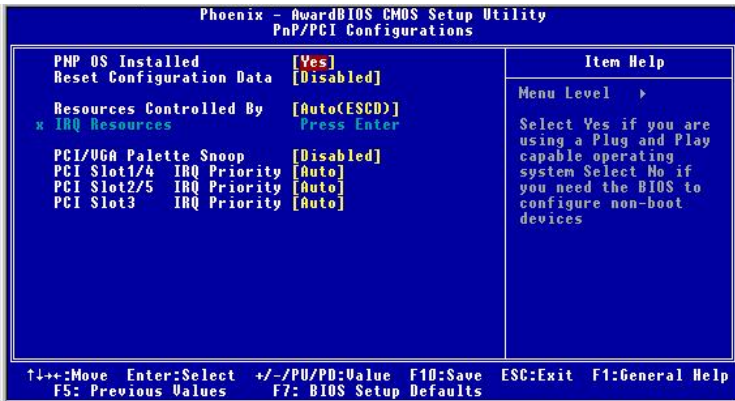 Phoenix - AwardBIOS CMOS Setup Utility
PnP/PCI Configurations
PNP OS Installed [Yes]
Reset Configuration Data [Disabled]
Resources Controlled By [Auto(ESCD)]
x IRQ Resources Press Enter
PCI/VGA Palette Snoop [Disabled]
PCI Slot1/4 IRQ Priority [Auto]
PCI Slot2/5 IRQ Priority [Auto]
PCI Slot3 IRQ Priority [Auto]
Item Help
Menu Level ▸
Select Yes if you are
using a Plug and Play
capable operating
system Select No if
you need the BIOS to
configure non-boot
devices
↑↓→←:Move Enter:Select +/-/PU/PD:Value F10:Save ESC:Exit F1:General Help
F5: Previous Values F7: BIOS Setup Defaults